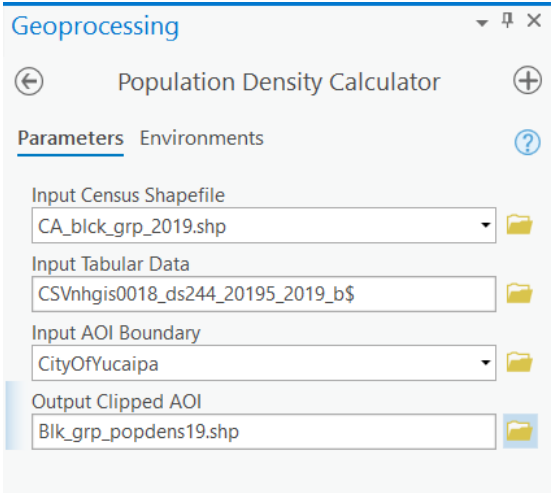 Geoprocessing
Population Density Calculator
Parameters Environments
Input Census Shapefile
CA_blck_grp_2019.shp
Input Tabular Data
CSVnhgis0018_ds244_20195_2019_b$
Input AOI Boundary
CityOfYucaipa
Output Clipped AOI
Blk_grp_popdens19.shp